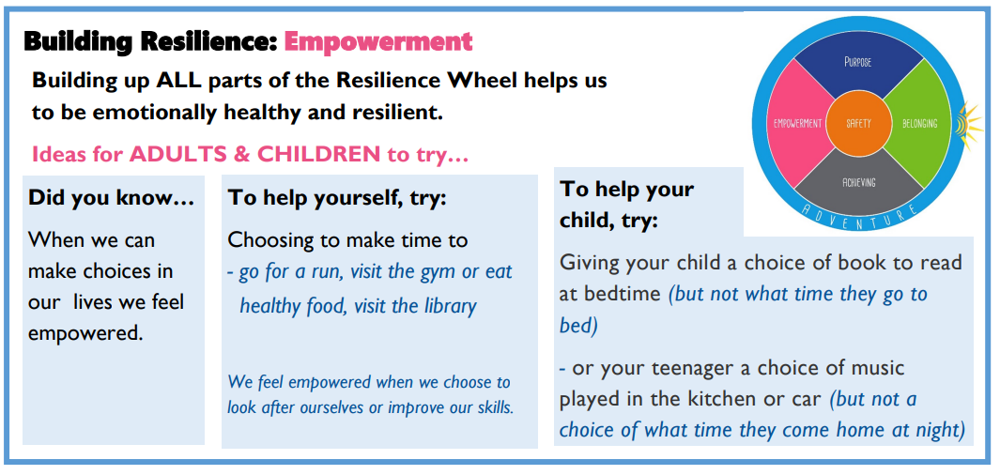 Building Resilience: Empowerment
Building up ALL parts of the Resilience Wheel helps us
to be emotionally healthy and resilient.
Ideas for ADULTS & CHILDREN to try...
PURPOSE
EMPOWERMENT
SAFETY
BELONGING
ACHIEVING
ADVENTURE
Did you know...
When we can
make choices in
our lives we feel
empowered.
To help yourself, try:
Choosing to make time to
- go for a run, visit the gym or eat
healthy food, visit the library
We feel empowered when we choose to
look after ourselves or improve our skills.
To help your
child, try:
Giving your child a choice of book to read
at bedtime (but not what time they go to
bed)
- or your teenager a choice of music
played in the kitchen or car (but not a
choice of what time they come home at night)